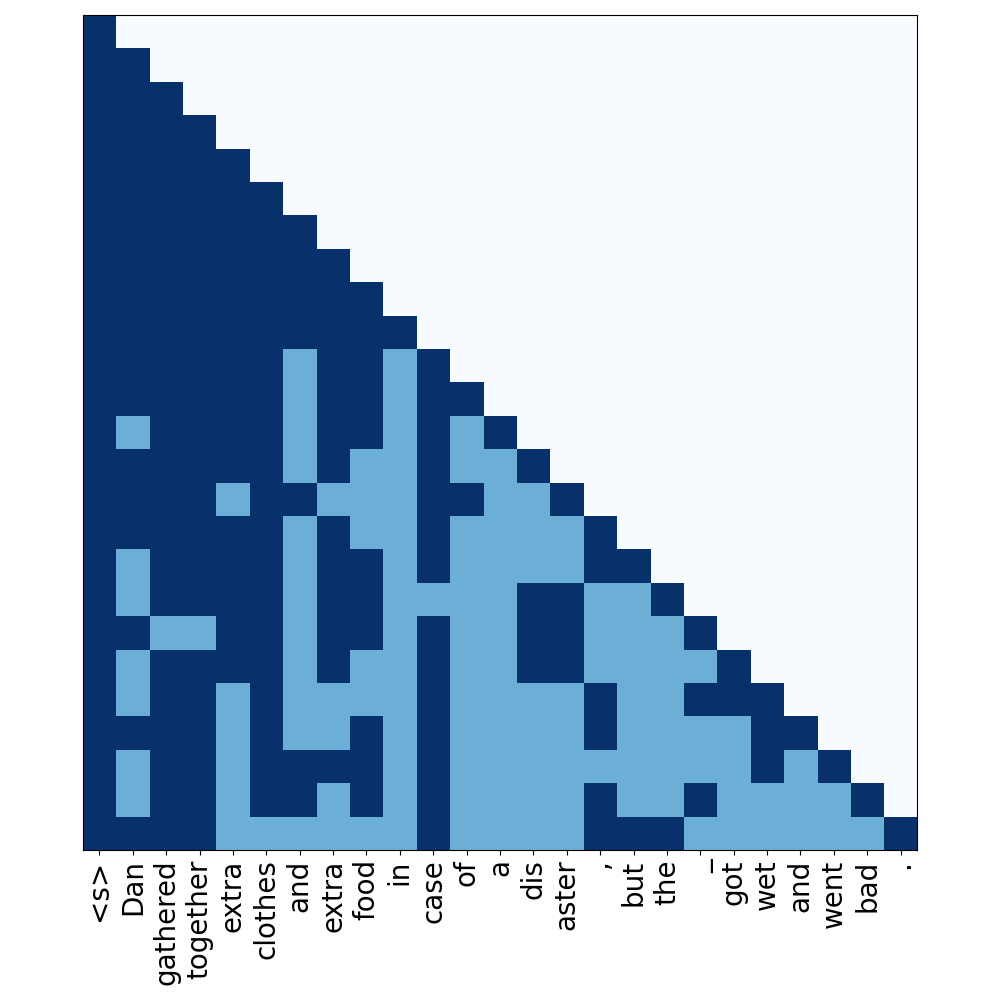 <s>
Dan
gathered
together
extra
clothes
and
extra
food
in
case
of
a
dis
aster
,
but
the
_
got
wet
and
went
bad
.